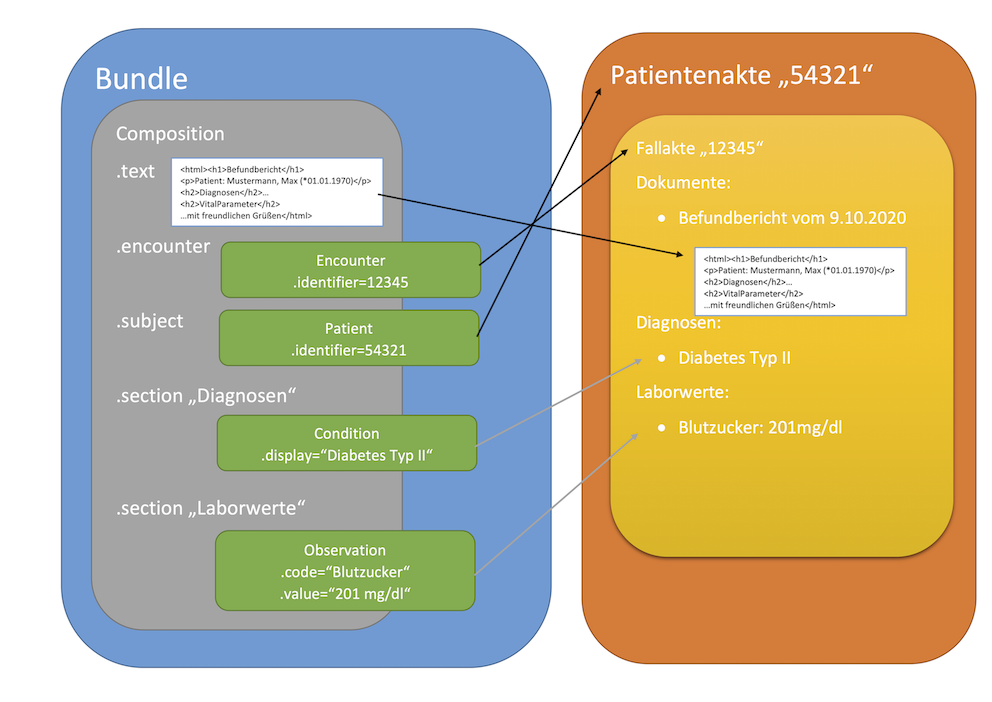 Bundle
Composition
.text
<html><h1>Befundbericht</h1>
<p>Patient: Mustermann, Max (*01.01.1970)</p>
<h2>Diagnosen</h2>...
<h2>VitalParameter</h2>
...mit freundlichen Grüßen</html>
.encounter
Encounter
.identifier=12345
.subject
Patient
.identifier=54321
.section „Diagnosen“
Condition
.display=“Diabetes Typ II“
.section „Laborwerte“
Observation
.code=“Blutzucker“
.value=“201 mg/dl“
Patientenakte „54321“
Fallakte „12345“
Dokumente:
• Befundbericht vom 9.10.2020
<html><h1>Befundbericht</h1>
<p>Patient: Mustermann, Max (*01.01.1970)</p>
<h2>Diagnosen</h2>...
<h2>VitalParameter</h2>
...mit freundlichen Grüßen</html>
Diagnosen:
• Diabetes Typ II
Laborwerte:
• Blutzucker: 201mg/dl